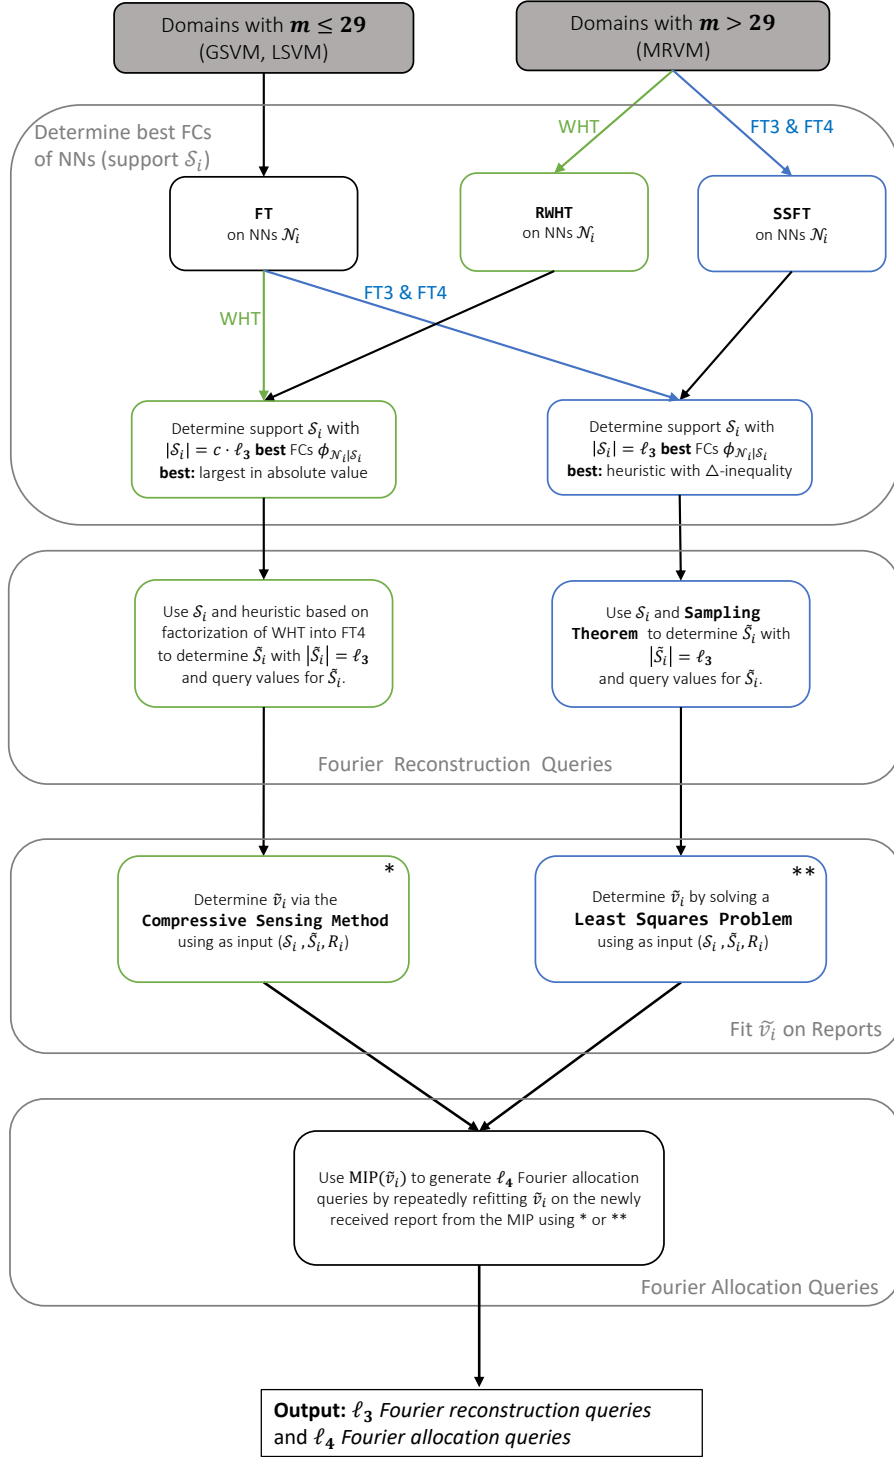 Domains with m ≤ 29
(GSVM, LSVM)
Domains with m > 29
(MRVM)
Determine best FCs
of NNs (support 𝒮ᵢ)
WHT
FT3 & FT4
FT
on NNs 𝒩ᵢ
RWHT
on NNs 𝒩ᵢ
SSFT
on NNs 𝒩ᵢ
WHT
FT3 & FT4
Determine support 𝒮ᵢ with
|𝒮ᵢ| = c · ℓ₃ best FCs ϕ_{𝒩ᵢ|𝒮ᵢ}
best: largest in absolute value
Determine support 𝒮ᵢ with
|𝒮ᵢ| = ℓ₃ best FCs ϕ_{𝒩ᵢ|𝒮ᵢ}
best: heuristic with △-inequality
Use 𝒮ᵢ and heuristic based on
factorization of WHT into FT4
to determine S̃ᵢ with |S̃ᵢ| = ℓ₃
and query values for S̃ᵢ.
Use 𝒮ᵢ and Sampling
Theorem to determine S̃ᵢ with
|S̃ᵢ| = ℓ₃
and query values for S̃ᵢ.
Fourier Reconstruction Queries
*
Determine ṽᵢ via the
Compressive Sensing Method
using as input (𝒮ᵢ , S̃ᵢ, Rᵢ)
**
Determine ṽᵢ by solving a
Least Squares Problem
using as input (𝒮ᵢ , S̃ᵢ, Rᵢ)
Fit ṽᵢ on Reports
Use MIP(ṽᵢ) to generate ℓ₄ Fourier allocation
queries by repeatedly refitting ṽᵢ on the newly
received report from the MIP using * or **
Fourier Allocation Queries
Output: ℓ₃ Fourier reconstruction queries
and ℓ₄ Fourier allocation queries